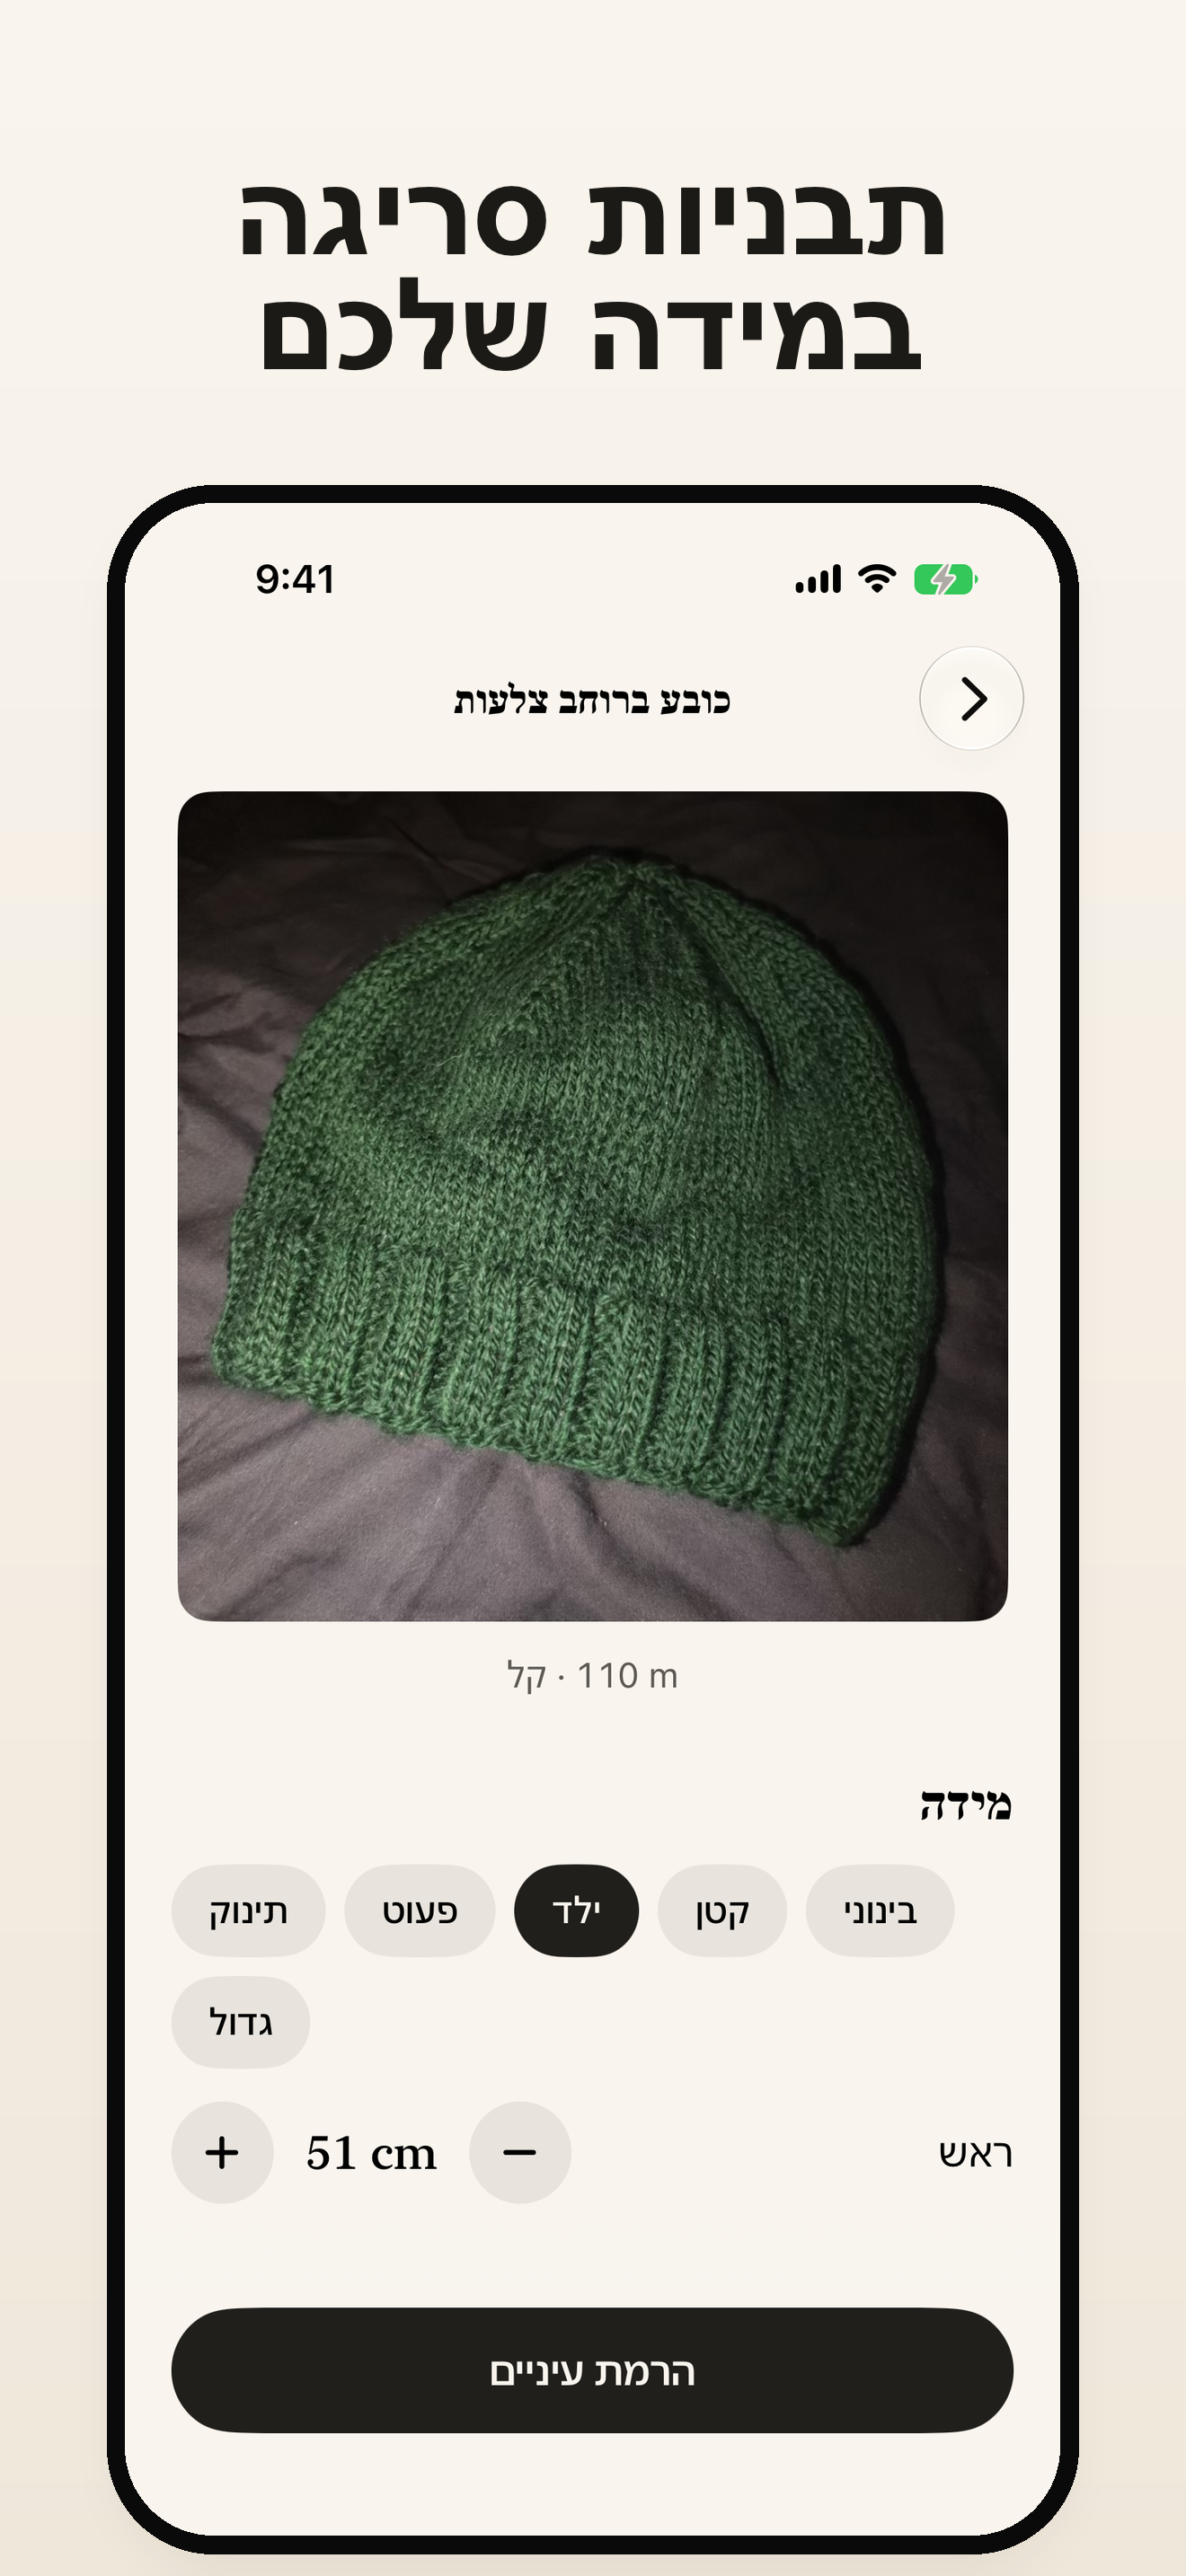 תבניות סריגה
במידה שלכם
9:41
כובע ברוחב צלעות
קל · 110 m
מידה
תינוק פעוט ילד קטן בינוני
גדול
ראש − 51 cm +
הרמת עיניים